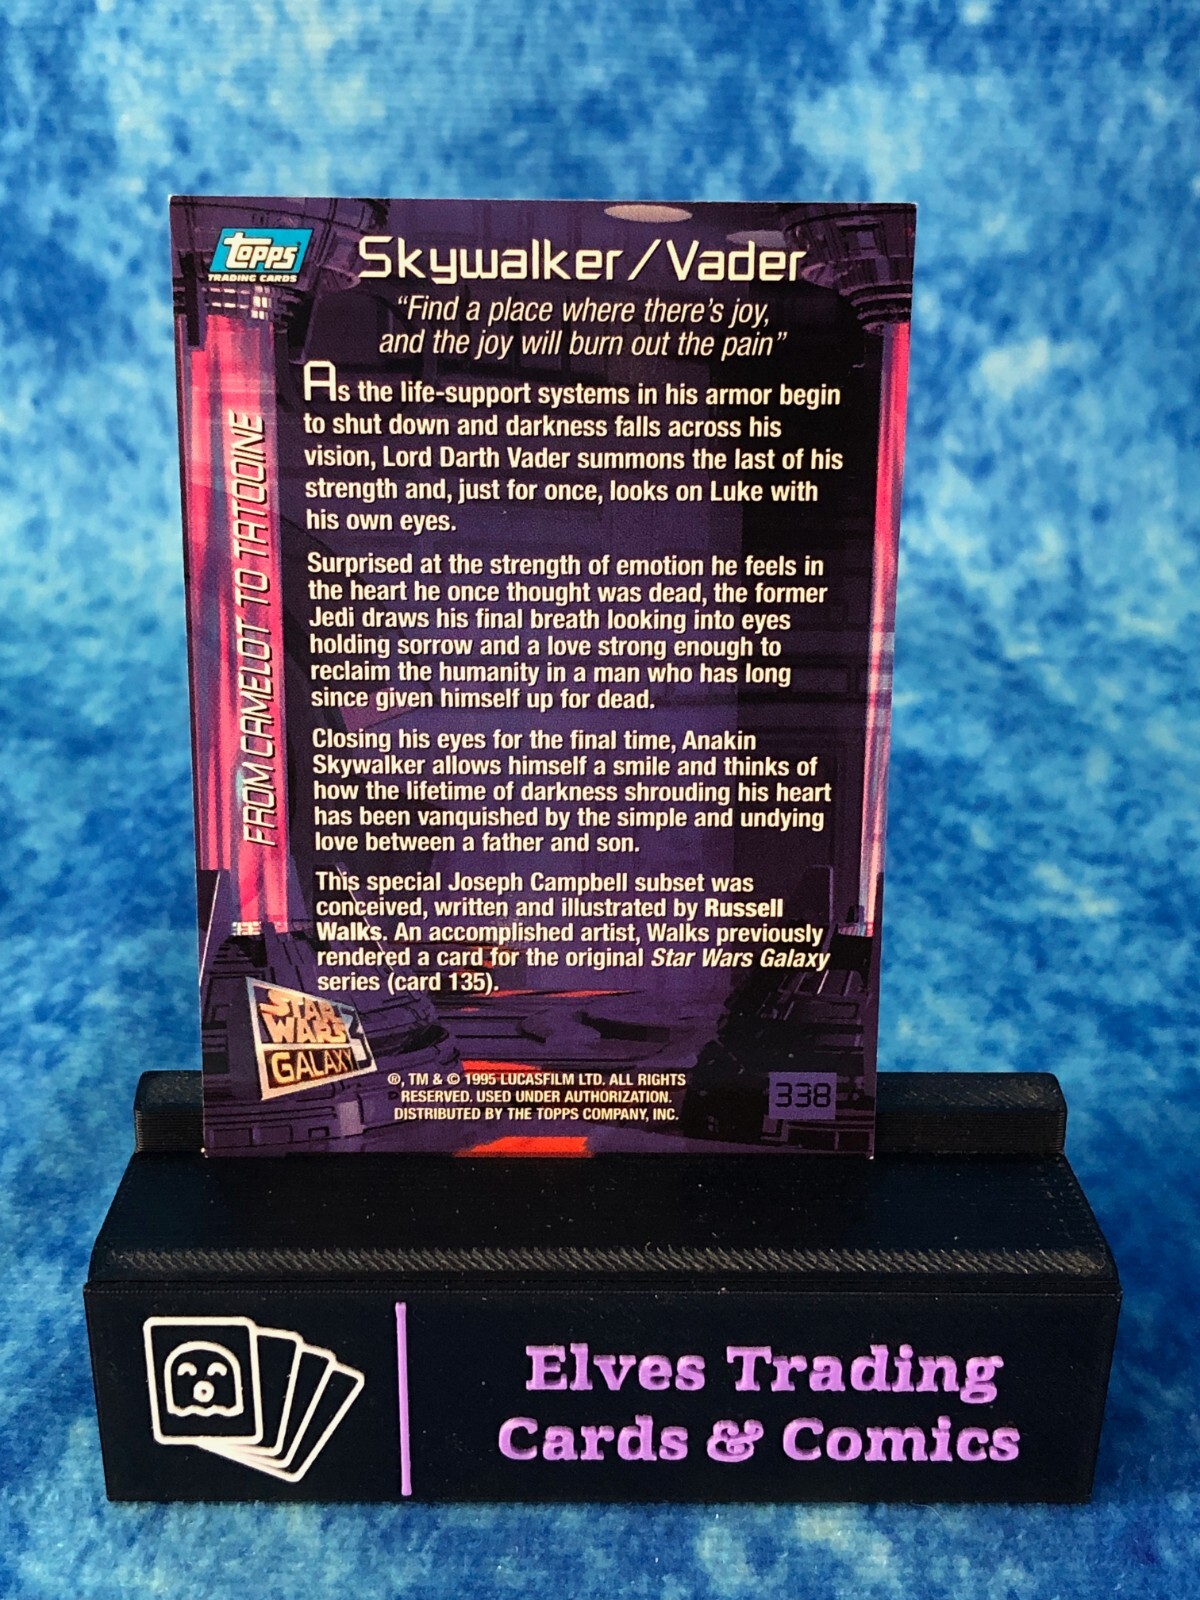 topps
TRADING CARDS
Skywalker/Vader
“Find a place where there’s joy,
and the joy will burn out the pain”
As the life-support systems in his armor begin
to shut down and darkness falls across his
vision, Lord Darth Vader summons the last of his
strength and, just for once, looks on Luke with
his own eyes.
Surprised at the strength of emotion he feels in
the heart he once thought was dead, the former
Jedi draws his final breath looking into eyes
holding sorrow and a love strong enough to
reclaim the humanity in a man who has long
since given himself up for dead.
Closing his eyes for the final time, Anakin
Skywalker allows himself a smile and thinks of
how the lifetime of darkness shrouding his heart
has been vanquished by the simple and undying
love between a father and son.
This special Joseph Campbell subset was
conceived, written and illustrated by Russell
Walks. An accomplished artist, Walks previously
rendered a card for the original Star Wars Galaxy
series (card 135).
FROM CAMELOT TO TATOOINE
STAR
WARS 3
GALAXY
®, TM & © 1995 LUCASFILM LTD. ALL RIGHTS
RESERVED. USED UNDER AUTHORIZATION.
DISTRIBUTED BY THE TOPPS COMPANY, INC.
338
Elves Trading
Cards & Comics